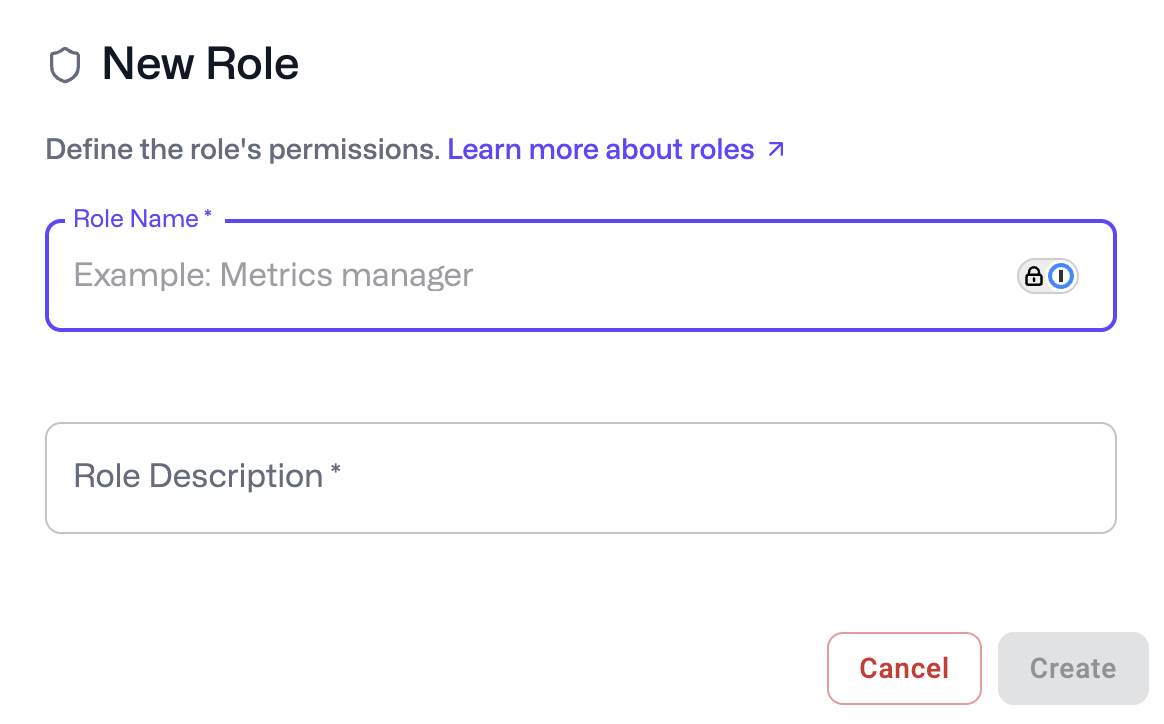 New Role
Define the role's permissions. Learn more about roles ↗
Role Name *
Example: Metrics manager
Role Description *
Cancel
Create